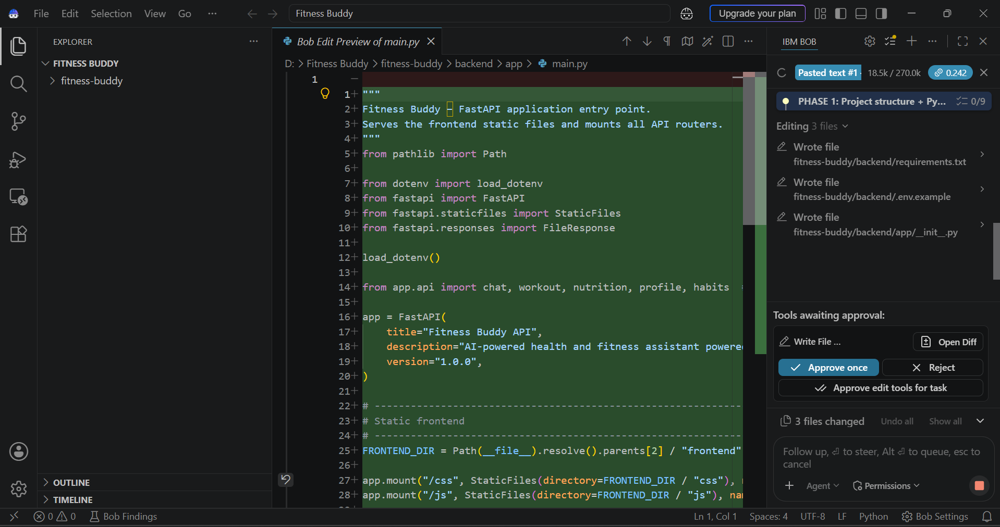 File Edit Selection View Go
Fitness Buddy
Upgrade your plan
EXPLORER
FITNESS BUDDY
fitness-buddy
OUTLINE
TIMELINE
Bob Edit Preview of main.py
D: > Fitness Buddy > fitness-buddy > backend > app > main.py
1 —
1+ """
2+ Fitness Buddy – FastAPI application entry point.
3+ Serves the frontend static files and mounts all API routers.
4+ """
5+ from pathlib import Path
6+
7+ from dotenv import load_dotenv
8+ from fastapi import FastAPI
9+ from fastapi.staticfiles import StaticFiles
10+ from fastapi.responses import FileResponse
11+
12+ load_dotenv()
13+
14+ from app.api import chat, workout, nutrition, profile, habits
15+
16+ app = FastAPI(
17+     title="Fitness Buddy API",
18+     description="AI-powered health and fitness assistant powere
19+     version="1.0.0",
20+ )
21+
22+ # -------------------------------------------------------------
23+ # Static frontend
24+ # -------------------------------------------------------------
25+ FRONTEND_DIR = Path(__file__).resolve().parents[2] / "frontend"
26+
27+ app.mount("/css", StaticFiles(directory=FRONTEND_DIR / "css"),
28+ app.mount("/js", StaticFiles(directory=FRONTEND_DIR / "js"), na
IBM BOB
Pasted text #1 18.5k / 270.0k 0.242
PHASE 1: Project structure + Py... 0/9
Editing 3 files
Wrote file
fitness-buddy/backend/requirements.txt
Wrote file
fitness-buddy/backend/.env.example
Wrote file
fitness-buddy/backend/app/__init__.py
Tools awaiting approval:
Write File ... Open Diff
Approve once Reject
Approve edit tools for task
3 files changed Undo all Show all
Follow up, ⏎ to steer, Alt ⏎ to queue, esc to
cancel
Agent Permissions
0 0 Bob Findings Ln 1, Col 1 Spaces: 4 UTF-8 LF Python Bob Settings